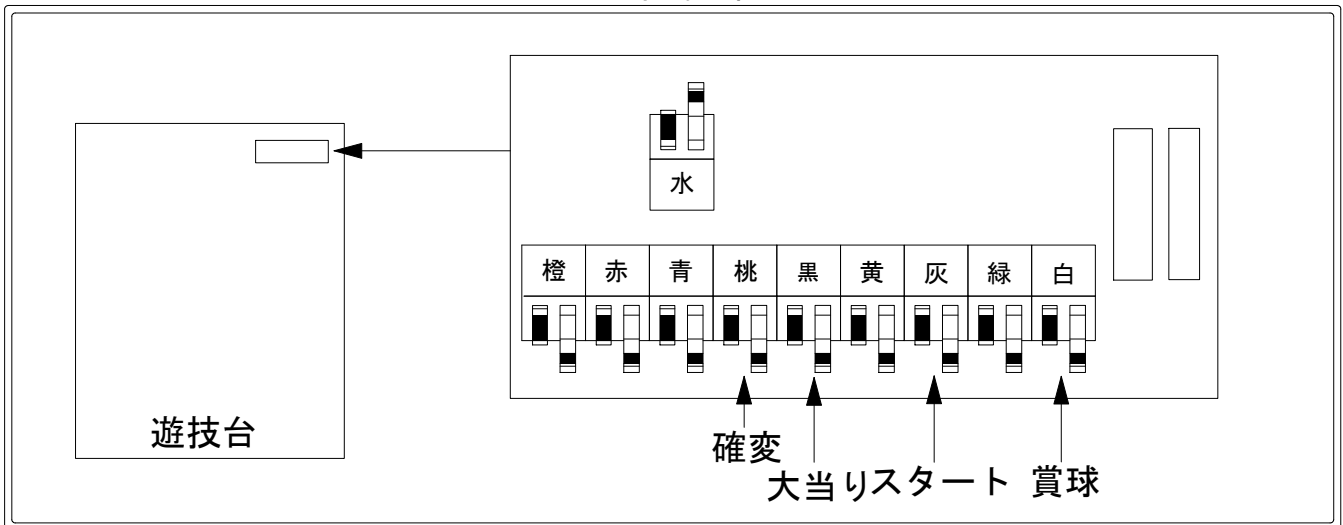 水
橙 赤 青 桃 黒 黄 灰 緑 白
遊技台
確変
大当り スタート 賞球